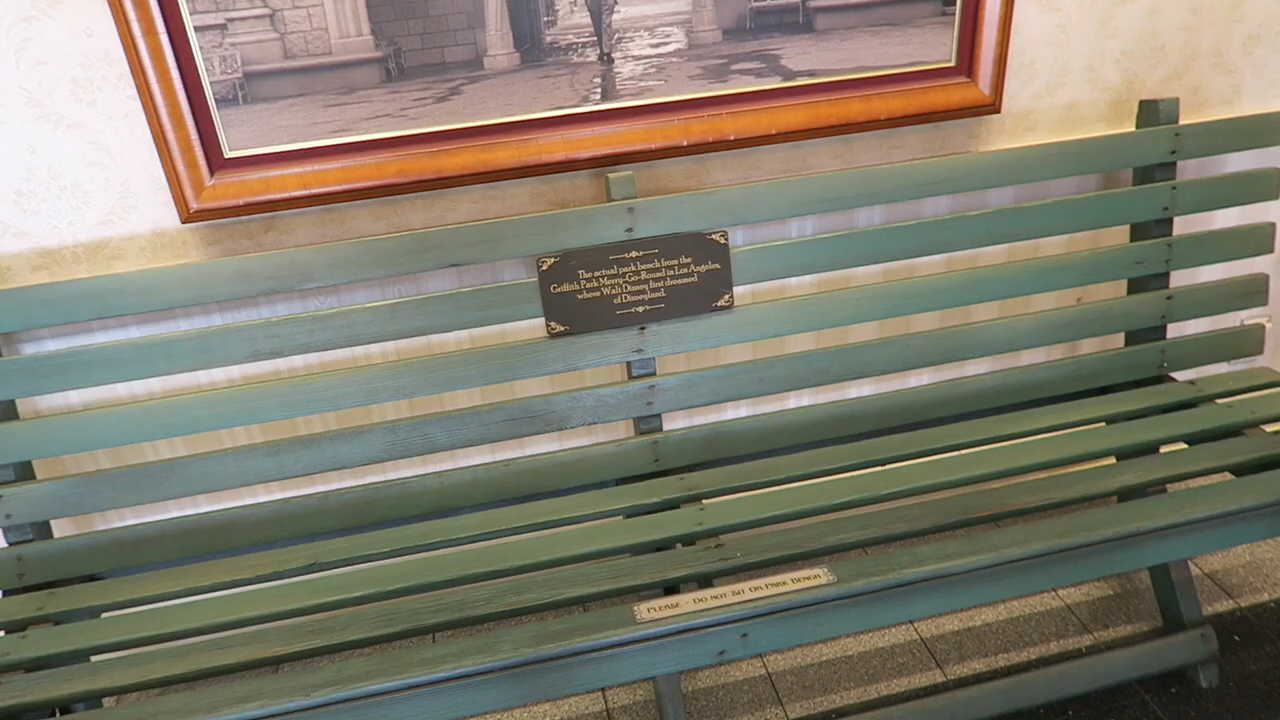 The actual park bench from the
Griffith Park Merry-Go-Round in Los Angeles,
where Walt Disney first dreamed
of Disneyland.
PLEASE - DO NOT SIT ON PARK BENCH